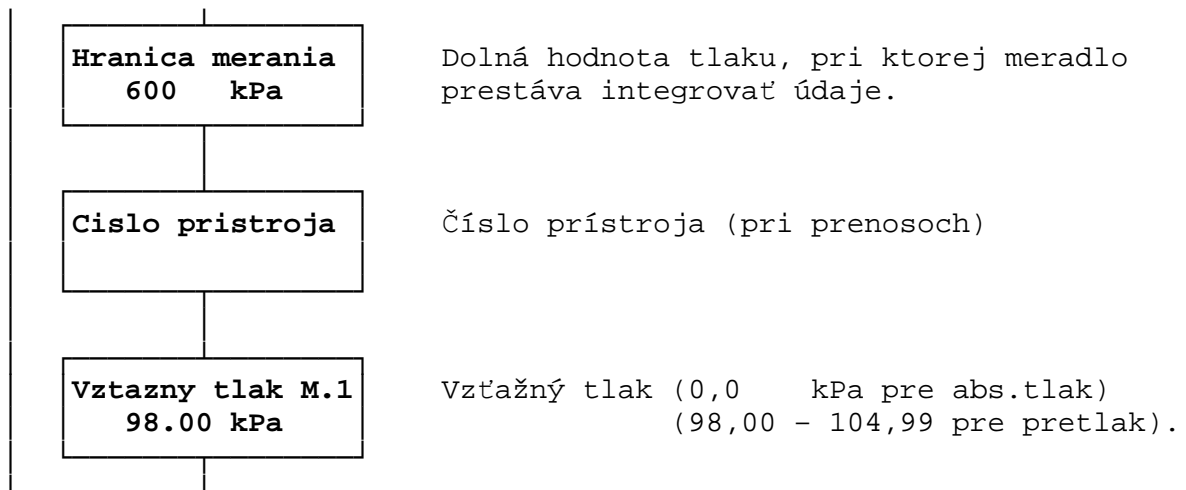 Hranica merania Dolná hodnota tlaku, pri ktorej meradlo
600 kPa prestáva integrovať údaje.
Cislo pristroja Číslo prístroja (pri prenosoch)
Vztazny tlak M.1 Vzťažný tlak (0,0 kPa pre abs.tlak)
98.00 kPa (98,00 – 104,99 pre pretlak).